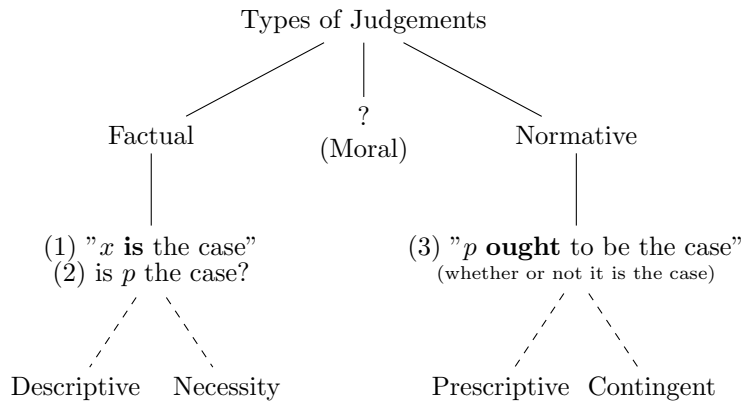 Types of Judgements
?
(Moral)
Factual
Normative
(1) ”x is the case”
(2) is p the case?
(3) ”p ought to be the case”
(whether or not it is the case)
Descriptive
Necessity
Prescriptive
Contingent